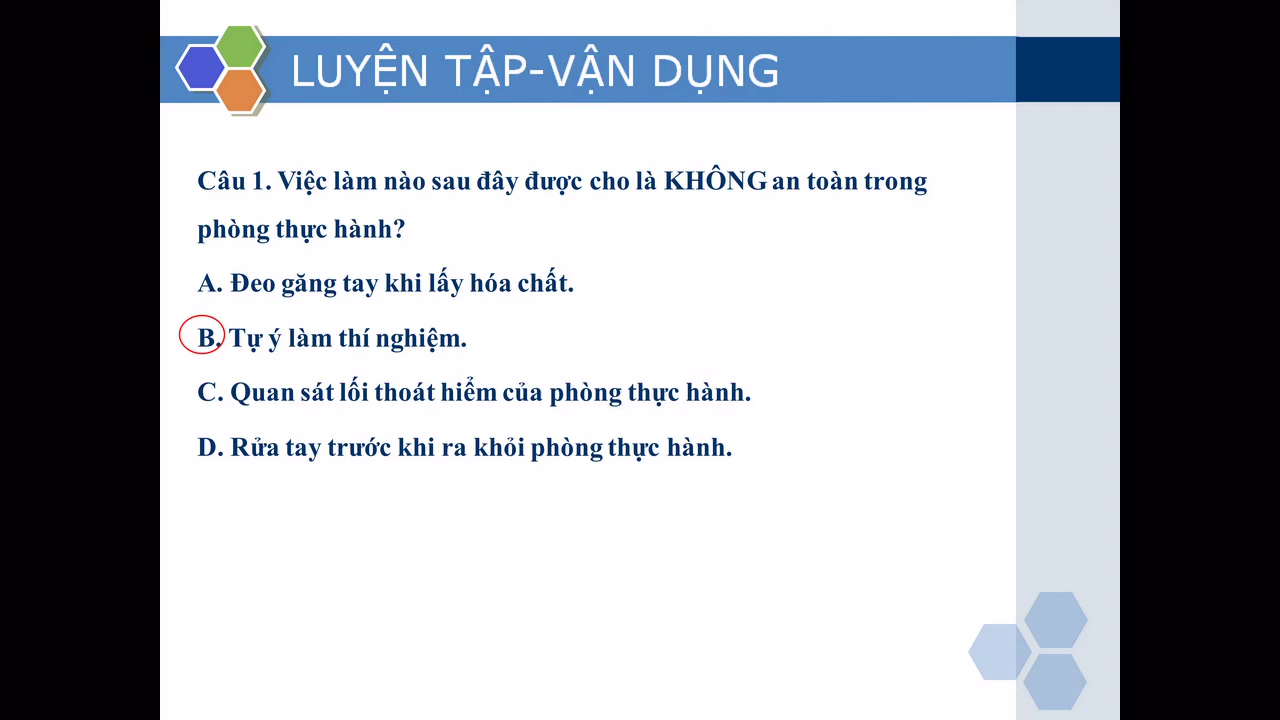 LUYỆN TẬP-VẬN DỤNG
Câu 1. Việc làm nào sau đây được cho là KHÔNG an toàn trong
phòng thực hành?
A. Đeo găng tay khi lấy hóa chất.
B. Tự ý làm thí nghiệm.
C. Quan sát lối thoát hiểm của phòng thực hành.
D. Rửa tay trước khi ra khỏi phòng thực hành.